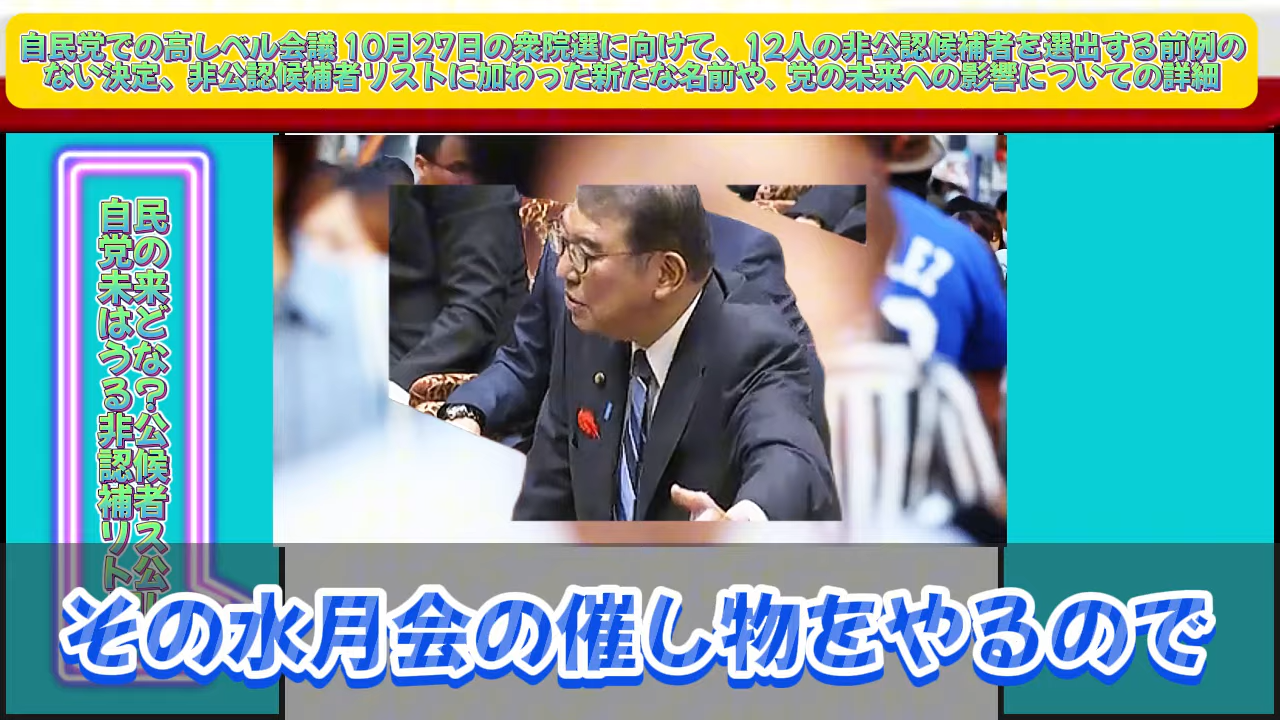 自民党での高レベル会議 10月27日の衆院選に向けて、12人の非公認候補者を選出する前例の
ない決定、非公認候補者リストに加わった新たな名前や、党の未来への影響についての詳細
自民党の未来はどうなる?非公認候補者リスト公
その水月会の催し物をやるので